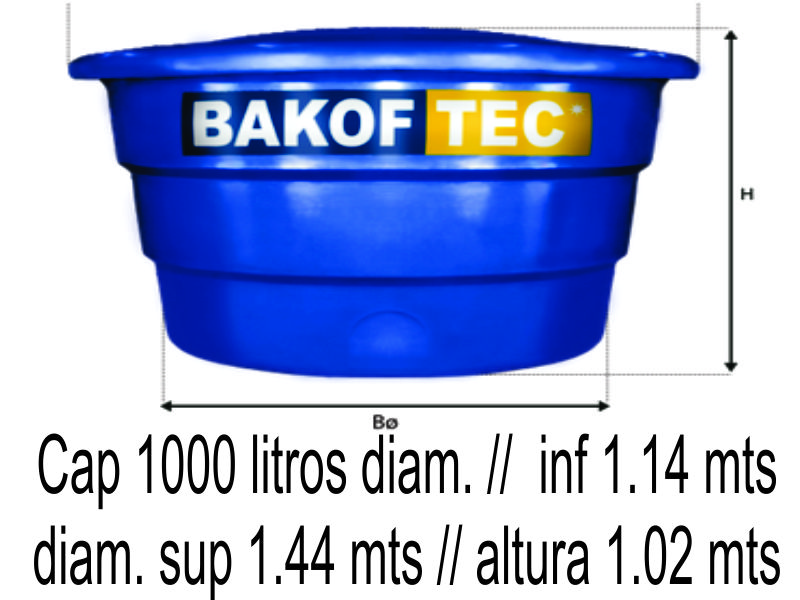 BAKOF TEC
H
Bø
Cap 1000 litros diam. // inf 1.14 mts
diam. sup 1.44 mts // altura 1.02 mts